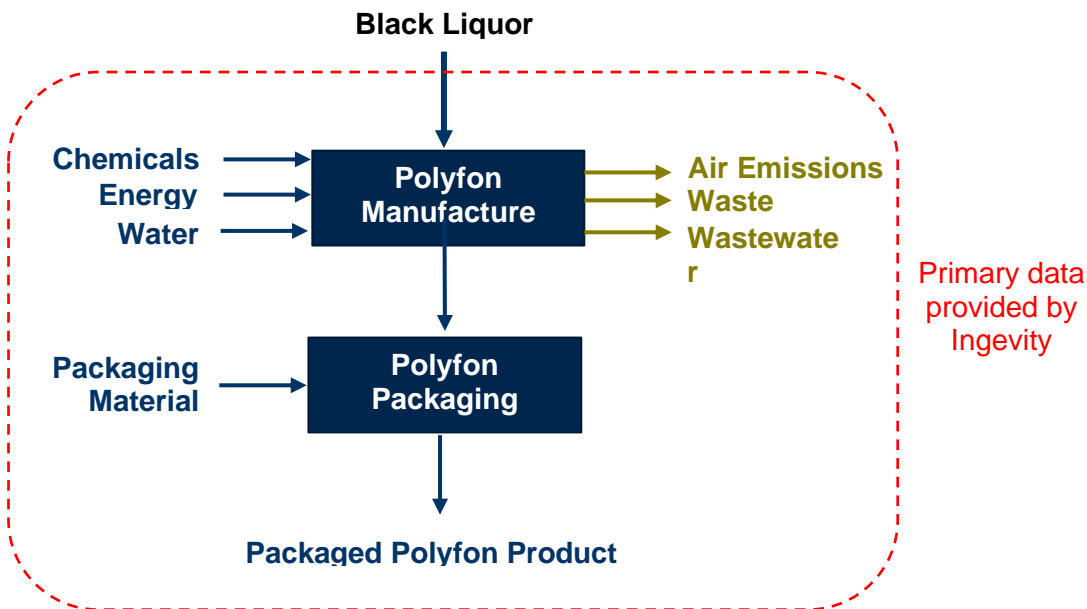 Black Liquor
Chemicals
Energy
Water
Polyfon
Manufacture
Air Emissions
Waste
Wastewate
r
Primary data
provided by
Ingevity
Packaging
Material
Polyfon
Packaging
Packaged Polyfon Product